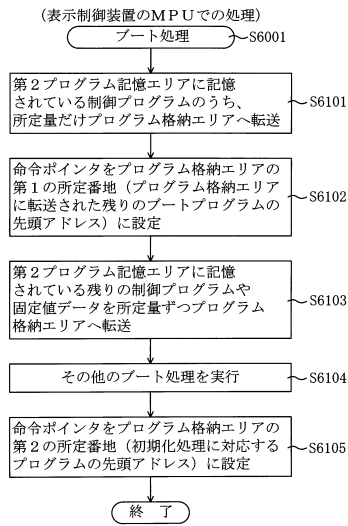 (表示制御装置のMPUでの処理)
ブート処理 S6001
第2プログラム記憶エリアに記憶
されている制御プログラムのうち、
所定量だけプログラム格納エリアへ転送
S6101
命令ポインタをプログラム格納エリアの
第1の所定番地(プログラム格納エリア
に転送された残りのブートプログラムの
先頭アドレス)に設定
S6102
第2プログラム記憶エリアに記憶
されている残りの制御プログラムや
固定値データを所定量ずつプログラム
格納エリアへ転送
S6103
その他のブート処理を実行 S6104
命令ポインタをプログラム格納エリアの
第2の所定番地(初期化処理に対応する
プログラムの先頭アドレス)に設定
S6105
終 了